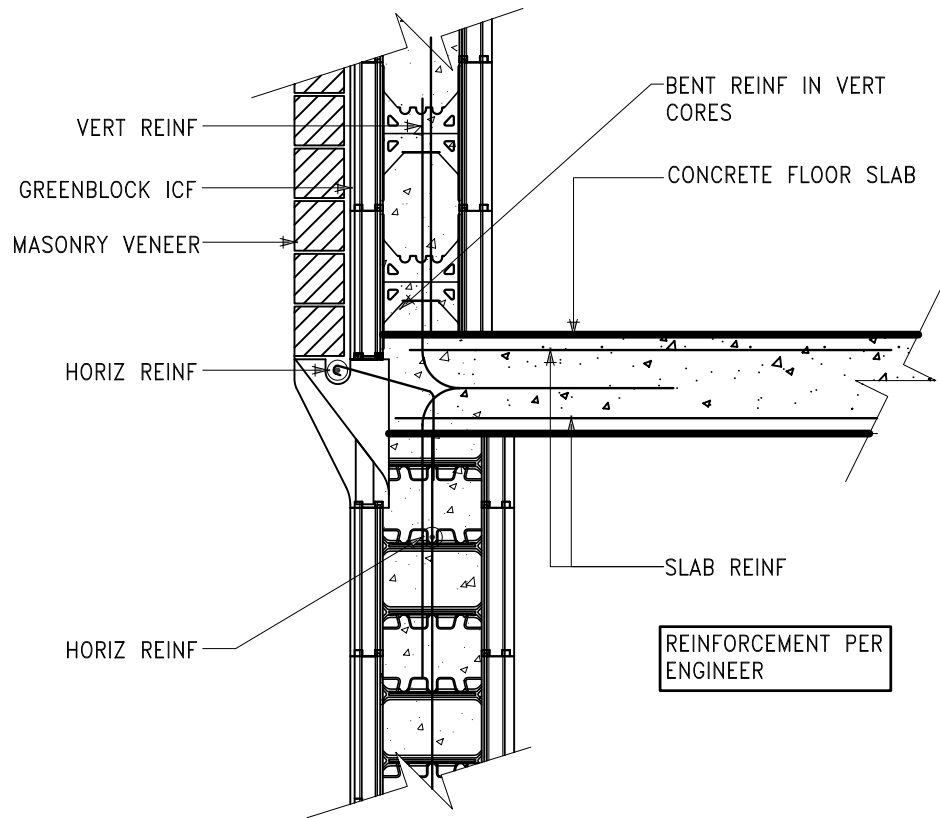 VERT REINF
GREENBLOCK ICF
MASONRY VENEER
HORIZ REINF
HORIZ REINF
BENT REINF IN VERT
CORES
CONCRETE FLOOR SLAB
SLAB REINF
REINFORCEMENT PER
ENGINEER